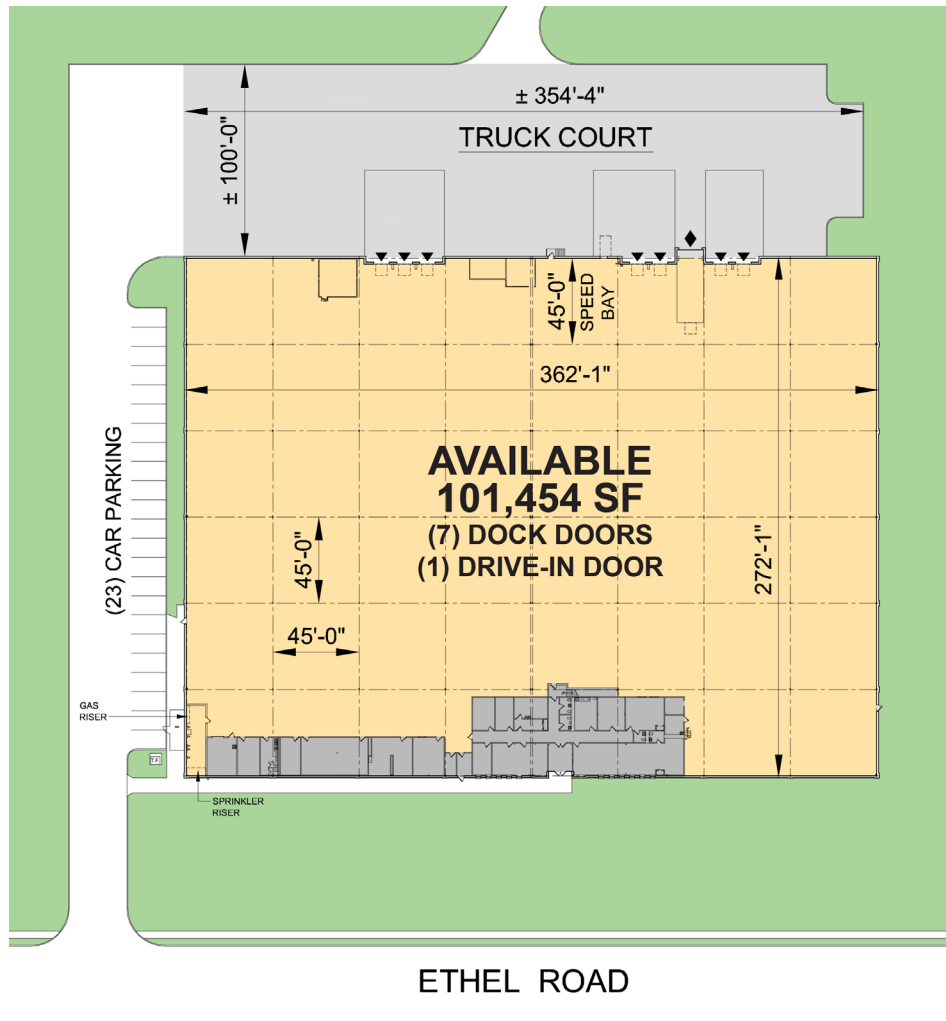 ± 354'-4"
TRUCK COURT
± 100'-0"
45'-0"
SPEED
BAY
362'-1"
AVAILABLE
101,454 SF
(7) DOCK DOORS
(1) DRIVE-IN DOOR
(23) CAR PARKING
45'-0"
272'-1"
45'-0"
GAS
RISER
SPRINKLER
RISER
ETHEL ROAD